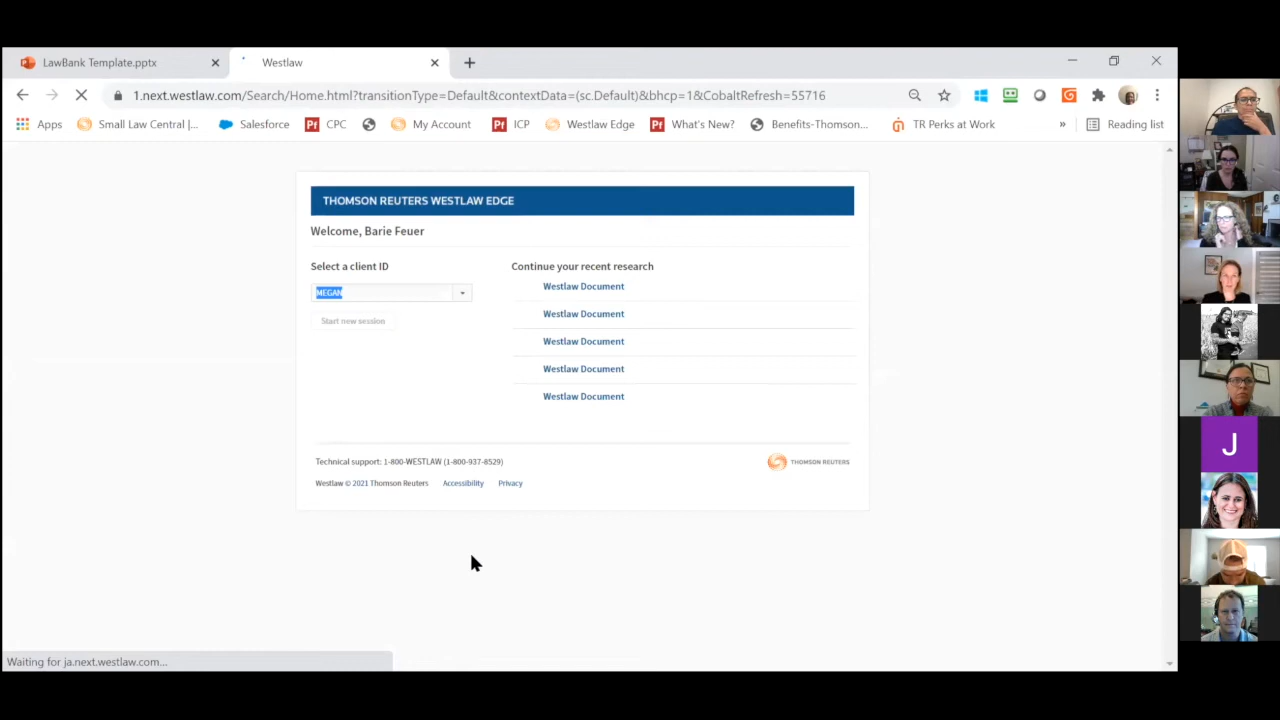 LawBank Template.pptx
Westlaw
1.next.westlaw.com/Search/Home.html?transitionType=Default&contextData=(sc.Default)&bhcp=1&CobaltRefresh=55716
Apps Small Law Central |... Salesforce CPC My Account ICP Westlaw Edge What's New? Benefits-Thomson... TR Perks at Work » Reading list
THOMSON REUTERS WESTLAW EDGE
Welcome, Barie Feuer
Select a client ID
MEGAN
Start new session
Continue your recent research
Westlaw Document
Westlaw Document
Westlaw Document
Westlaw Document
Westlaw Document
Technical support: 1-800-WESTLAW (1-800-937-8529)
THOMSON REUTERS
Westlaw © 2021 Thomson Reuters Accessibility Privacy
Waiting for ja.next.westlaw.com...
J